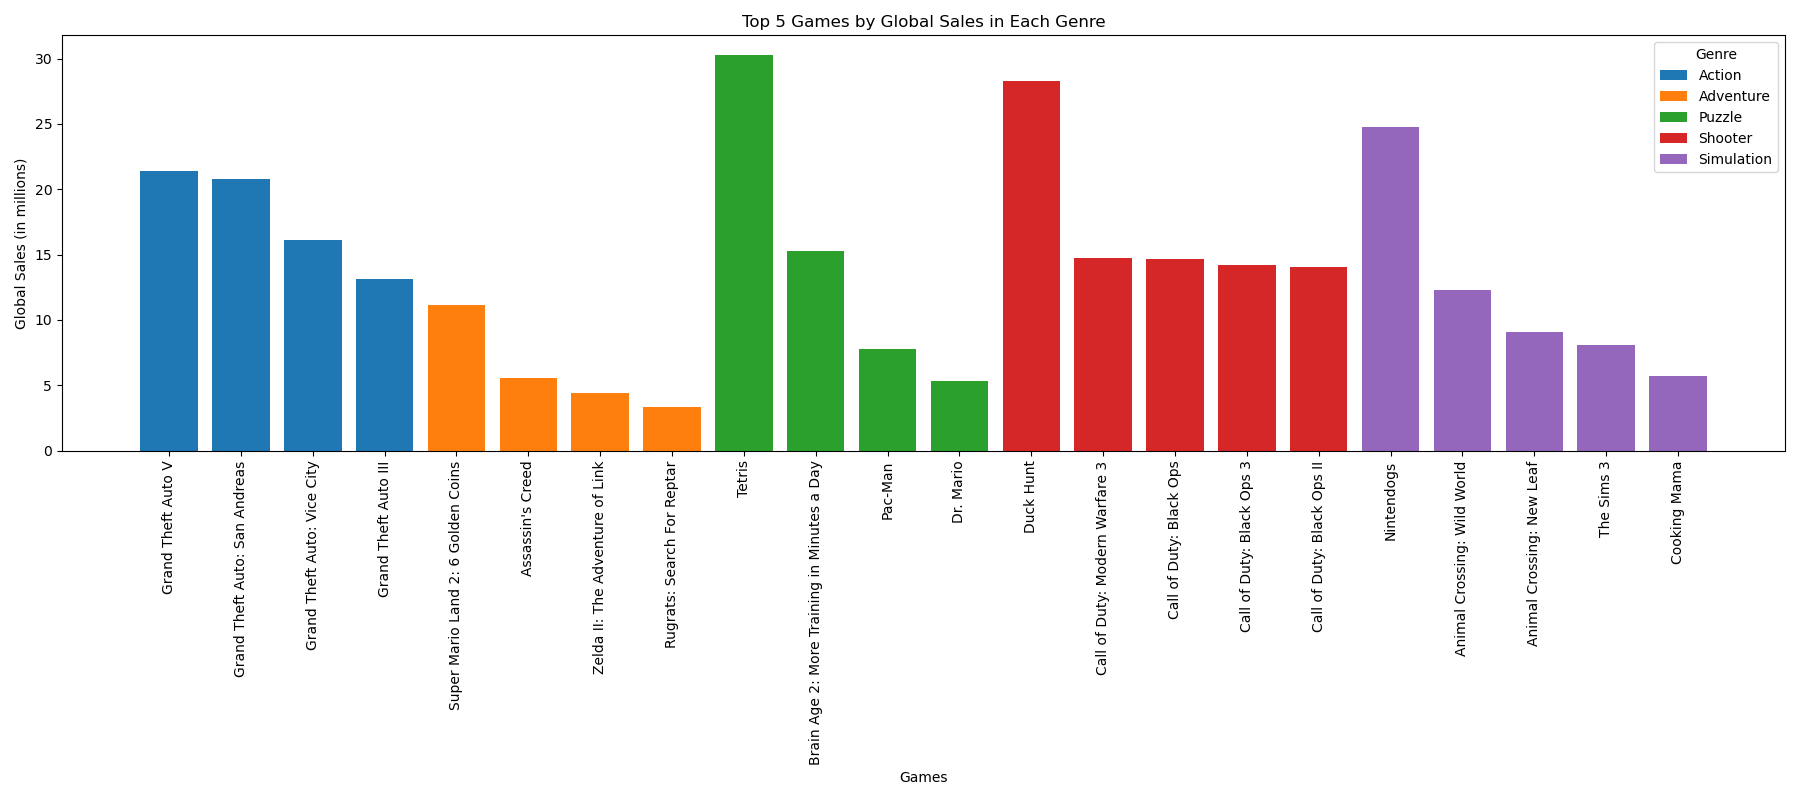 Top 5 Games by Global Sales in Each Genre
Genre
Action
Adventure
Puzzle
Shooter
Simulation
Global Sales (in millions)
30
25
20
15
10
5
0
Grand Theft Auto V
Grand Theft Auto: San Andreas
Grand Theft Auto: Vice City
Grand Theft Auto III
Super Mario Land 2: 6 Golden Coins
Assassin's Creed
Zelda II: The Adventure of Link
Rugrats: Search For Reptar
Tetris
Brain Age 2: More Training in Minutes a Day
Pac-Man
Dr. Mario
Duck Hunt
Call of Duty: Modern Warfare 3
Call of Duty: Black Ops
Call of Duty: Black Ops 3
Call of Duty: Black Ops II
Nintendogs
Animal Crossing: Wild World
Animal Crossing: New Leaf
The Sims 3
Cooking Mama
Games